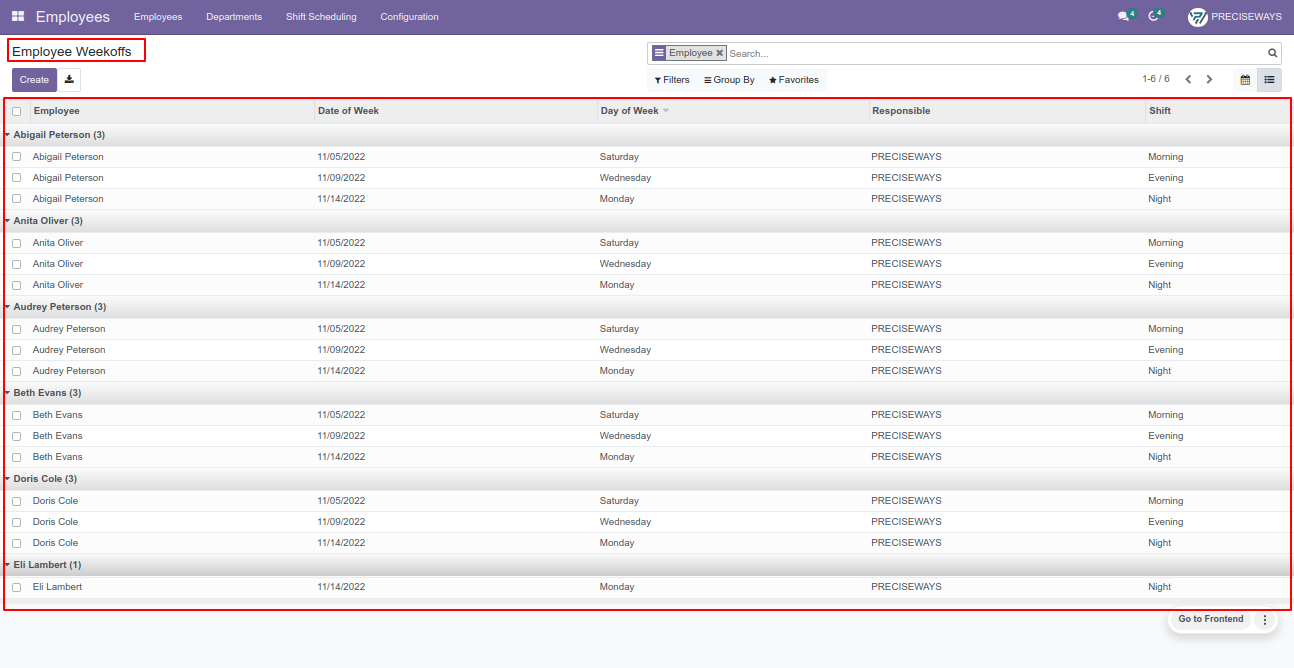 Employees Employees Departments Shift Scheduling Configuration 4 4 PRECISEWAYS
Employee Weekoffs Employee Search...
Create Filters Group By Favorites 1-6 / 6
Employee Date of Week Day of Week Responsible Shift
Abigail Peterson (3)
Abigail Peterson 11/05/2022 Saturday PRECISEWAYS Morning
Abigail Peterson 11/09/2022 Wednesday PRECISEWAYS Evening
Abigail Peterson 11/14/2022 Monday PRECISEWAYS Night
Anita Oliver (3)
Anita Oliver 11/05/2022 Saturday PRECISEWAYS Morning
Anita Oliver 11/09/2022 Wednesday PRECISEWAYS Evening
Anita Oliver 11/14/2022 Monday PRECISEWAYS Night
Audrey Peterson (3)
Audrey Peterson 11/05/2022 Saturday PRECISEWAYS Morning
Audrey Peterson 11/09/2022 Wednesday PRECISEWAYS Evening
Audrey Peterson 11/14/2022 Monday PRECISEWAYS Night
Beth Evans (3)
Beth Evans 11/05/2022 Saturday PRECISEWAYS Morning
Beth Evans 11/09/2022 Wednesday PRECISEWAYS Evening
Beth Evans 11/14/2022 Monday PRECISEWAYS Night
Doris Cole (3)
Doris Cole 11/05/2022 Saturday PRECISEWAYS Morning
Doris Cole 11/09/2022 Wednesday PRECISEWAYS Evening
Doris Cole 11/14/2022 Monday PRECISEWAYS Night
Eli Lambert (1)
Eli Lambert 11/14/2022 Monday PRECISEWAYS Night
Go to Frontend